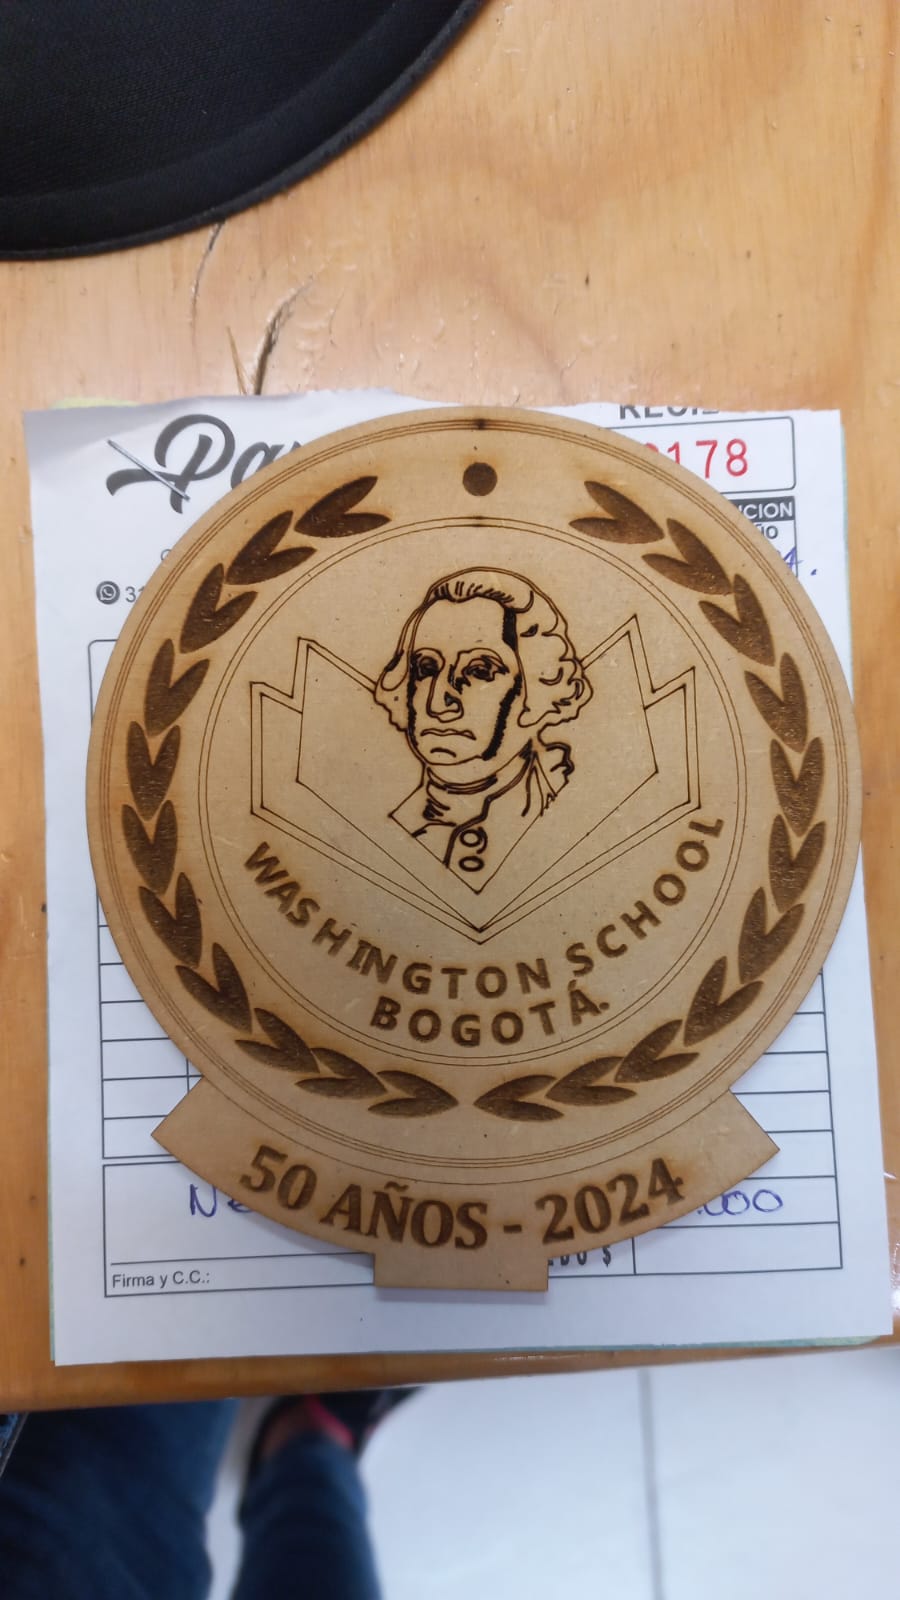 178
WASHINGTON SCHOOL
BOGOTÁ.
50 AÑOS - 2024
Firma y C.C.: